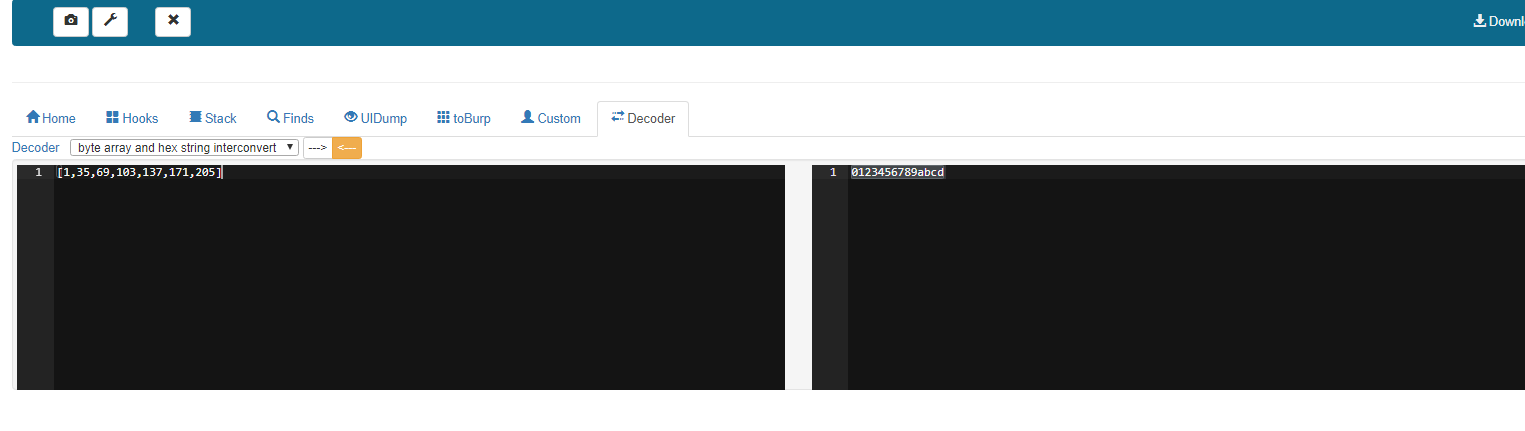 Downl
Home Hooks Stack Finds UIDump toBurp Custom Decoder
Decoder byte array and hex string interconvert ---> <---
1 [1,35,69,103,137,171,205] 1 0123456789abcd